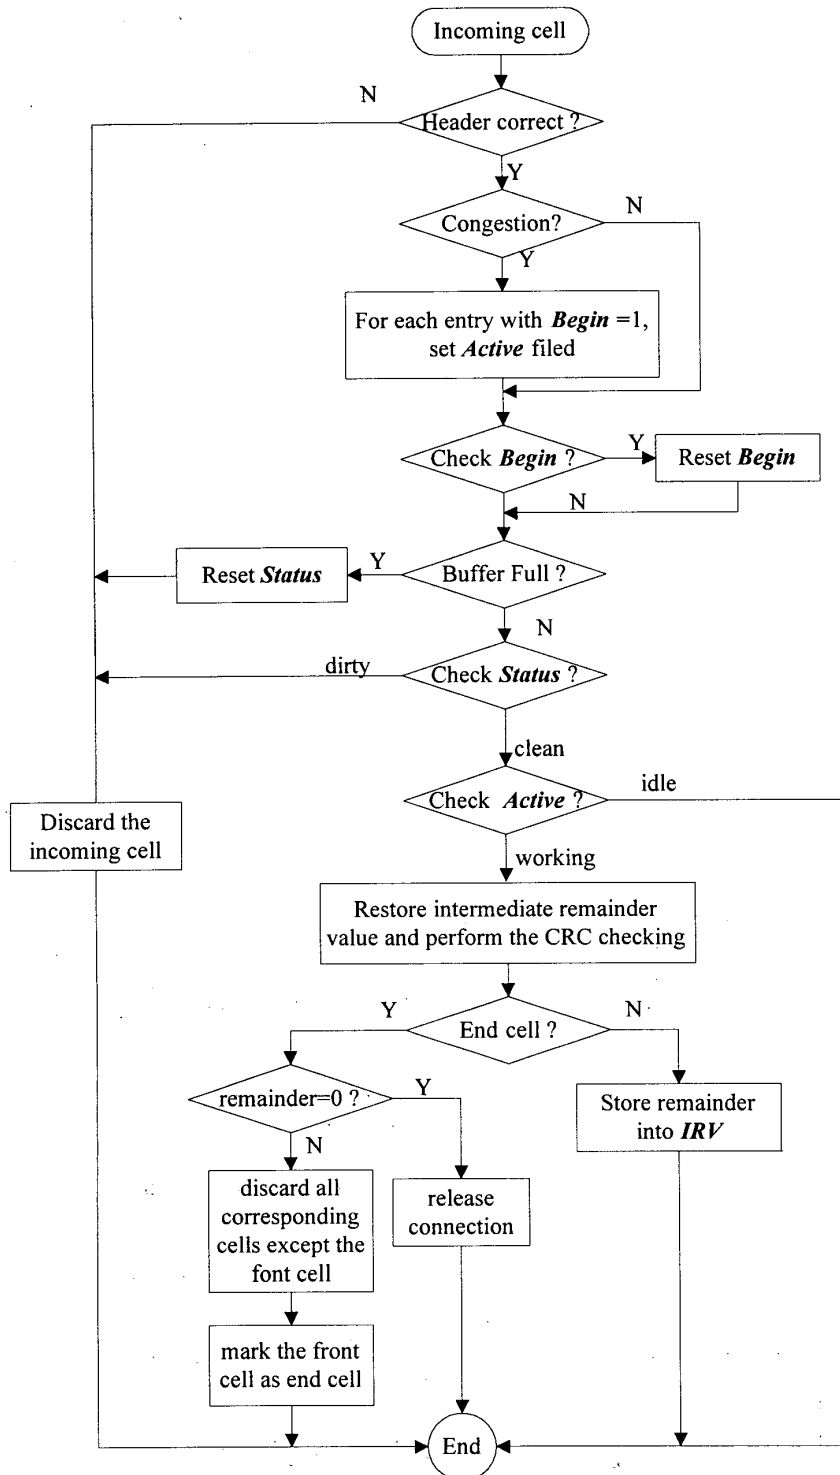 Incoming cell
N
Header correct ?
Y
N
Congestion?
Y
For each entry with Begin =1,
set Active filed
Check Begin ?
Y
Reset Begin
N
Reset Status
Y
Buffer Full ?
N
dirty
Check Status ?
clean
Check Active ?
idle
Discard the
incoming cell
working
Restore intermediate remainder
value and perform the CRC checking
Y
End cell ?
N
remainder=0 ?
Y
Store remainder
into IRV
N
discard all
corresponding
cells except the
font cell
release
connection
mark the front
cell as end cell
End